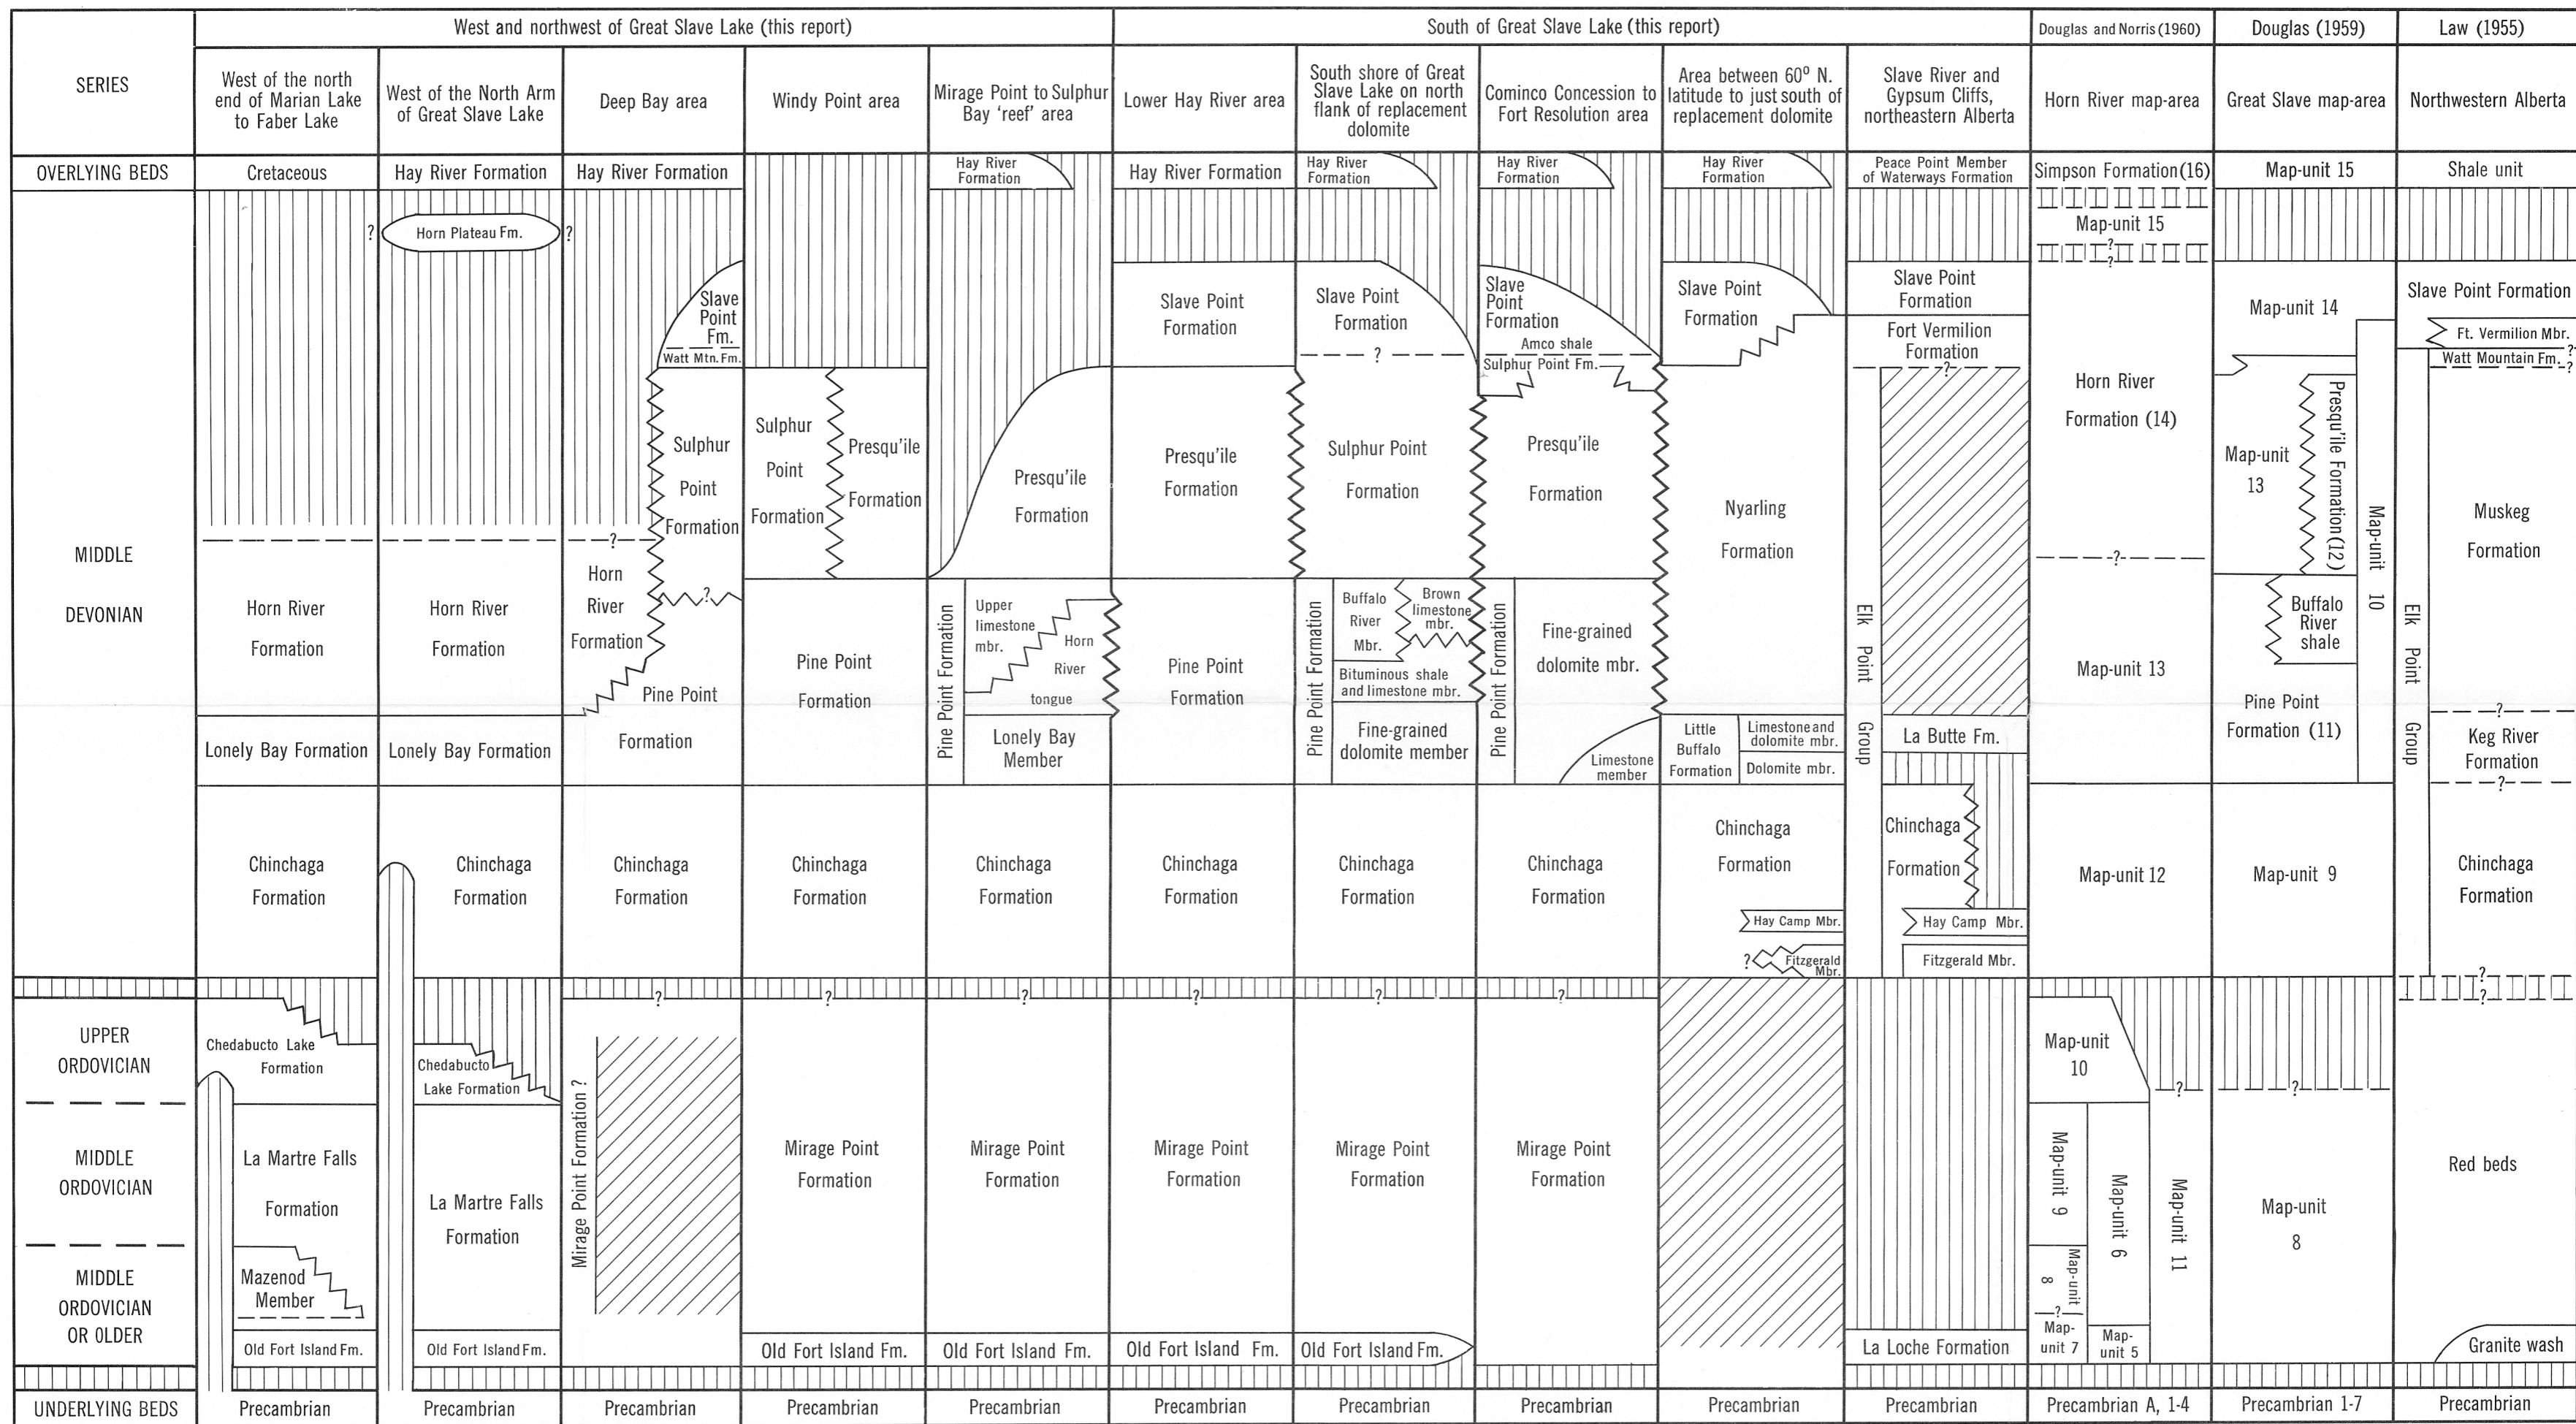 West and northwest of Great Slave Lake (this report)
South of Great Slave Lake (this report)
Douglas and Norris (1960)
Douglas (1959)
Law (1955)
SERIES
West of the north
end of Marian Lake
to Faber Lake
West of the North Arm
of Great Slave Lake
Deep Bay area
Windy Point area
Mirage Point to Sulphur
Bay 'reef' area
Lower Hay River area
South shore of Great
Slave Lake on north
flank of replacement
dolomite
Cominco Concession to
Fort Resolution area
Area between 60° N.
latitude to just south of
replacement dolomite
Slave River and
Gypsum Cliffs,
northeastern Alberta
Horn River map-area
Great Slave map-area
Northwestern Alberta
OVERLYING BEDS
Cretaceous
Hay River Formation
Hay River Formation
Hay River
Formation
Hay River Formation
Hay River
Formation
Hay River
Formation
Hay River
Formation
Peace Point Member
of Waterways Formation
Simpson Formation (16)
Map-unit 15
Shale unit
MIDDLE
DEVONIAN
UPPER
ORDOVICIAN
MIDDLE
ORDOVICIAN
MIDDLE
ORDOVICIAN
OR OLDER
UNDERLYING BEDS
?
Horn River
Formation
Lonely Bay Formation
Chinchaga
Formation
Chedabucto Lake
Formation
La Martre Falls
Formation
Mazenod
Member
Old Fort Island Fm.
Precambrian
Horn Plateau Fm.
?
Horn River
Formation
Lonely Bay Formation
Chinchaga
Formation
Chedabucto
Lake Formation
La Martre Falls
Formation
Old Fort Island Fm.
Precambrian
Slave
Point
Fm.
Watt Mtn. Fm.
Sulphur
Point
Formation
?
Horn
River
Formation
?
Pine Point
Formation
Chinchaga
Formation
?
Mirage Point Formation ?
Precambrian
Sulphur
Point
Formation
Presqu'ile
Formation
Pine Point
Formation
Chinchaga
Formation
?
Mirage Point
Formation
Old Fort Island Fm.
Precambrian
Presqu'ile
Formation
Pine Point Formation
Upper
limestone
mbr.
Horn
River
tongue
Lonely Bay
Member
Chinchaga
Formation
?
Mirage Point
Formation
Old Fort Island Fm.
Precambrian
Slave Point
Formation
Presqu'ile
Formation
Pine Point
Formation
Chinchaga
Formation
?
Mirage Point
Formation
Old Fort Island Fm.
Precambrian
Slave Point
Formation
?
Sulphur Point
Formation
Pine Point Formation
Buffalo
River
Mbr.
Brown
limestone
mbr.
Bituminous shale
and limestone mbr.
Fine-grained
dolomite member
Chinchaga
Formation
?
Mirage Point
Formation
Old Fort Island Fm.
Precambrian
Slave
Point
Formation
Amco shale
Sulphur Point Fm.
Presqu'ile
Formation
Pine Point Formation
Fine-grained
dolomite mbr.
Limestone
member
Chinchaga
Formation
?
Mirage Point
Formation
Precambrian
Slave Point
Formation
Nyarling
Formation
Little
Buffalo
Formation
Limestone and
dolomite mbr.
Dolomite mbr.
Chinchaga
Formation
Hay Camp Mbr.
?
Fitzgerald
Mbr.
Precambrian
Slave Point
Formation
Fort Vermilion
Formation
?
Elk Point Group
La Butte Fm.
Chinchaga
Formation
Hay Camp Mbr.
Fitzgerald Mbr.
La Loche Formation
Precambrian
Map-unit 15
?
?
Horn River
Formation (14)
?
Map-unit 13
Map-unit 12
Map-unit
10
?
Map-unit 9
Map-unit 6
Map-unit 11
Map-unit
8
?
Map-
unit 7
Map-
unit 5
Precambrian A, 1-4
Map-unit 14
Map-unit
13
Presqu'ile Formation (12)
Map-unit 10
Buffalo
River
shale
Pine Point
Formation (11)
Map-unit 9
?
Map-unit
8
Precambrian 1-7
Slave Point Formation
Ft. Vermilion Mbr.
?
Watt Mountain Fm.
?
Muskeg
Formation
Elk Point Group
?
Keg River
Formation
?
Chinchaga
Formation
?
?
Red beds
Granite wash
Precambrian